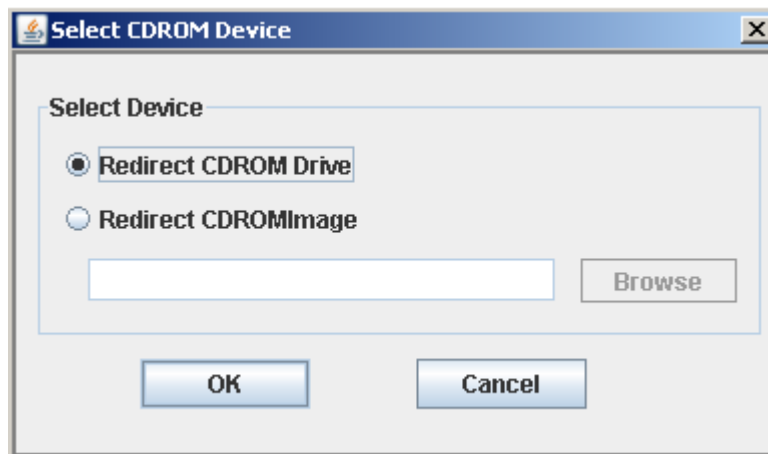 Select CDROM Device
Select Device
Redirect CDROM Drive
Redirect CDROMImage
Browse
OK Cancel